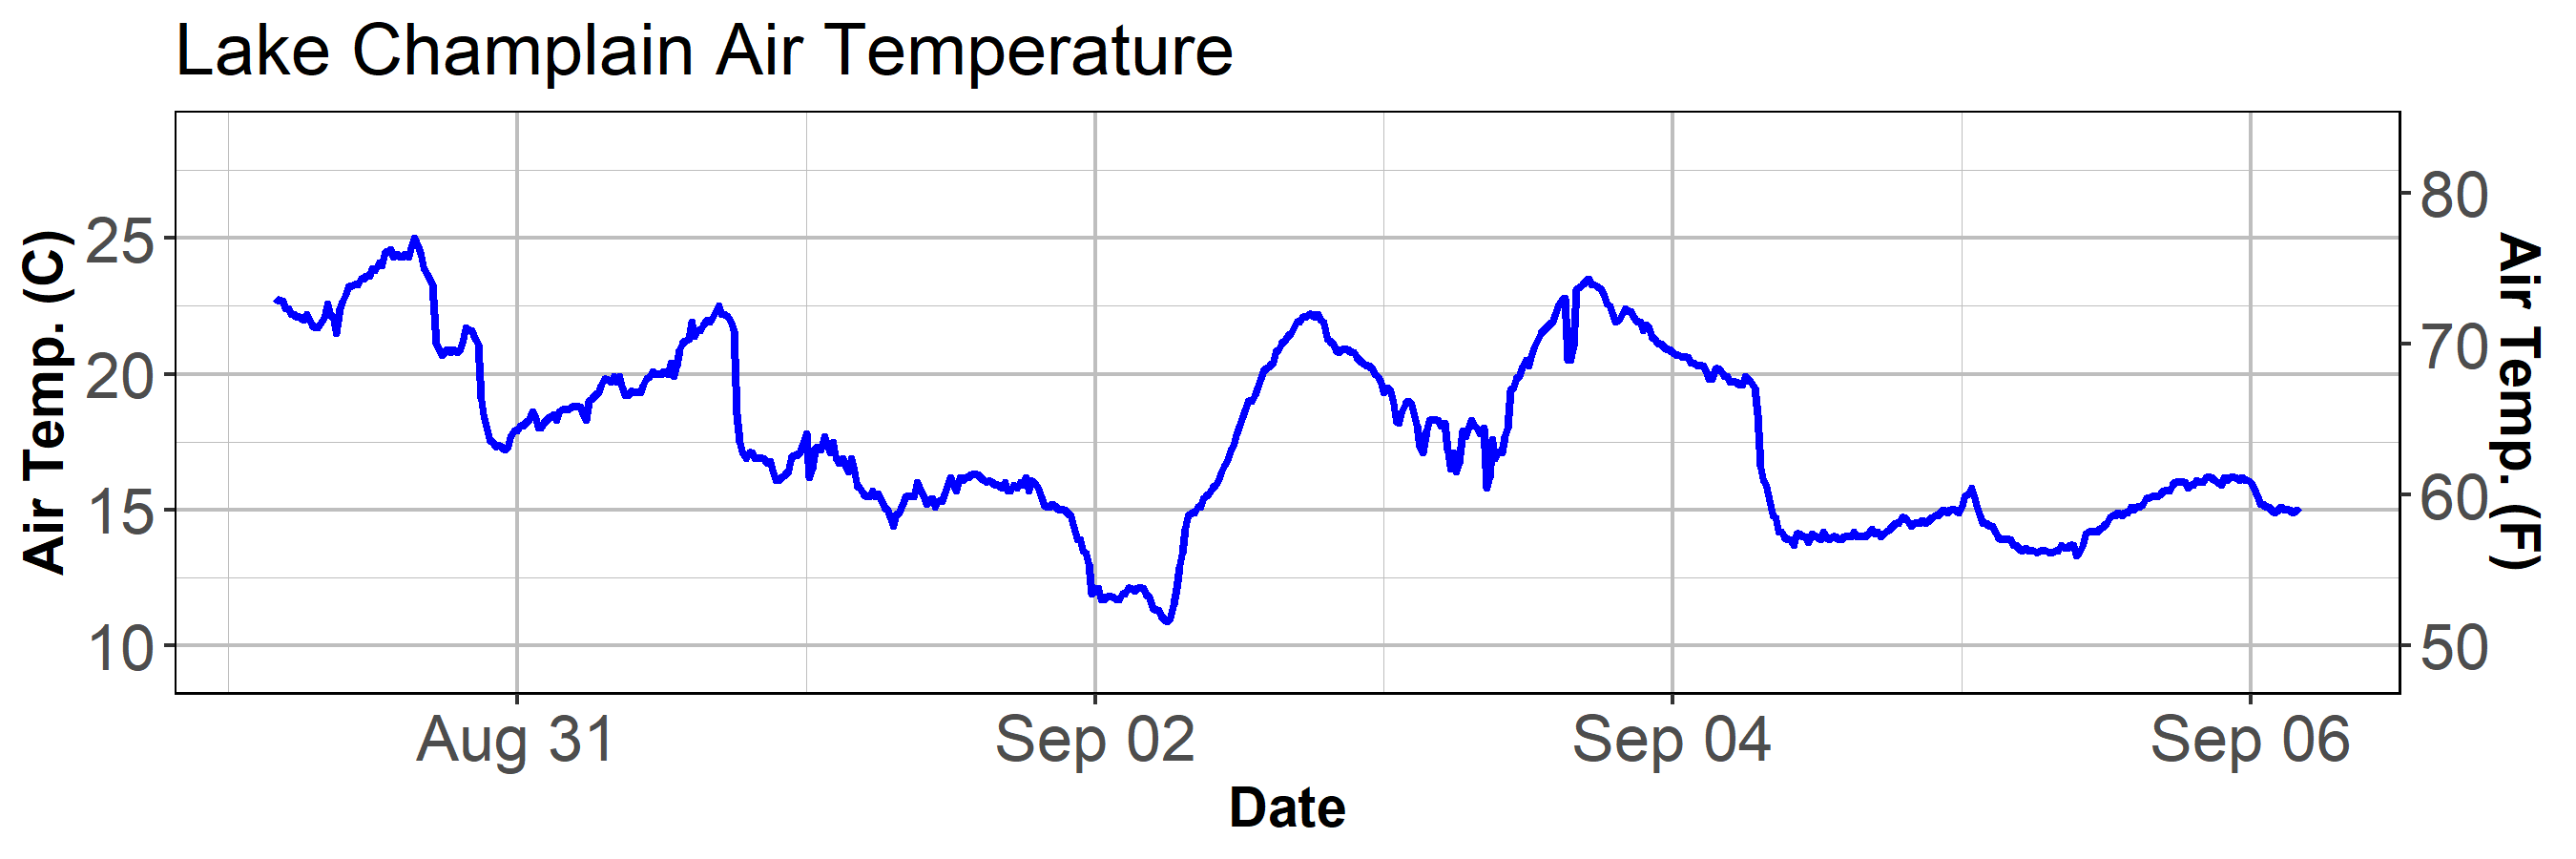 Lake Champlain Air Temperature
Air Temp. (C)
25
20
15
10
80
70
60
50
Air Temp. (F)
Aug 31
Sep 02
Sep 04
Sep 06
Date